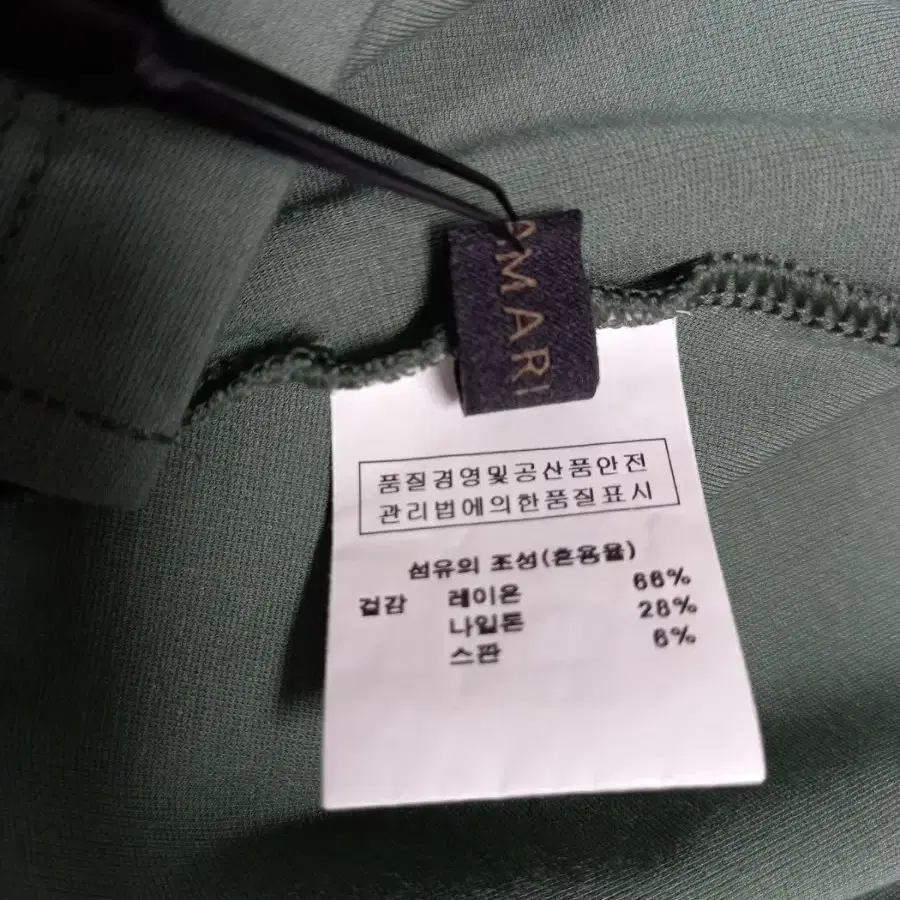 AMARI
품질경영및공산품안전
관리법에의한품질표시
섬유의 조성(혼용율)
겉감 레이온 66%
나일론 28%
스판 6%